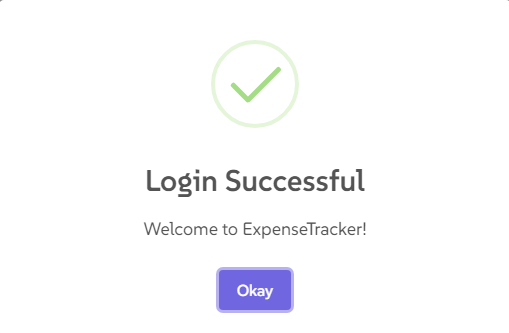 Login Successful
Welcome to ExpenseTracker!
Okay